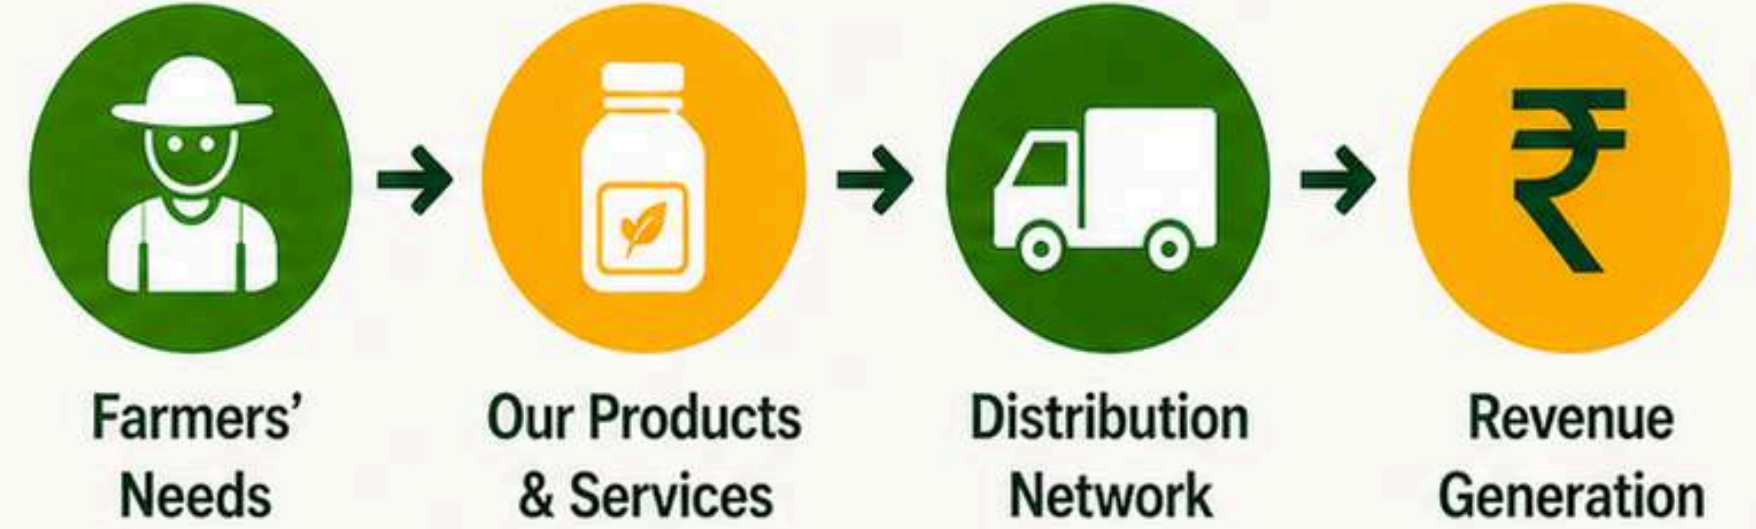 Farmers’
Needs
Our Products
& Services
Distribution
Network
₹
Revenue
Generation